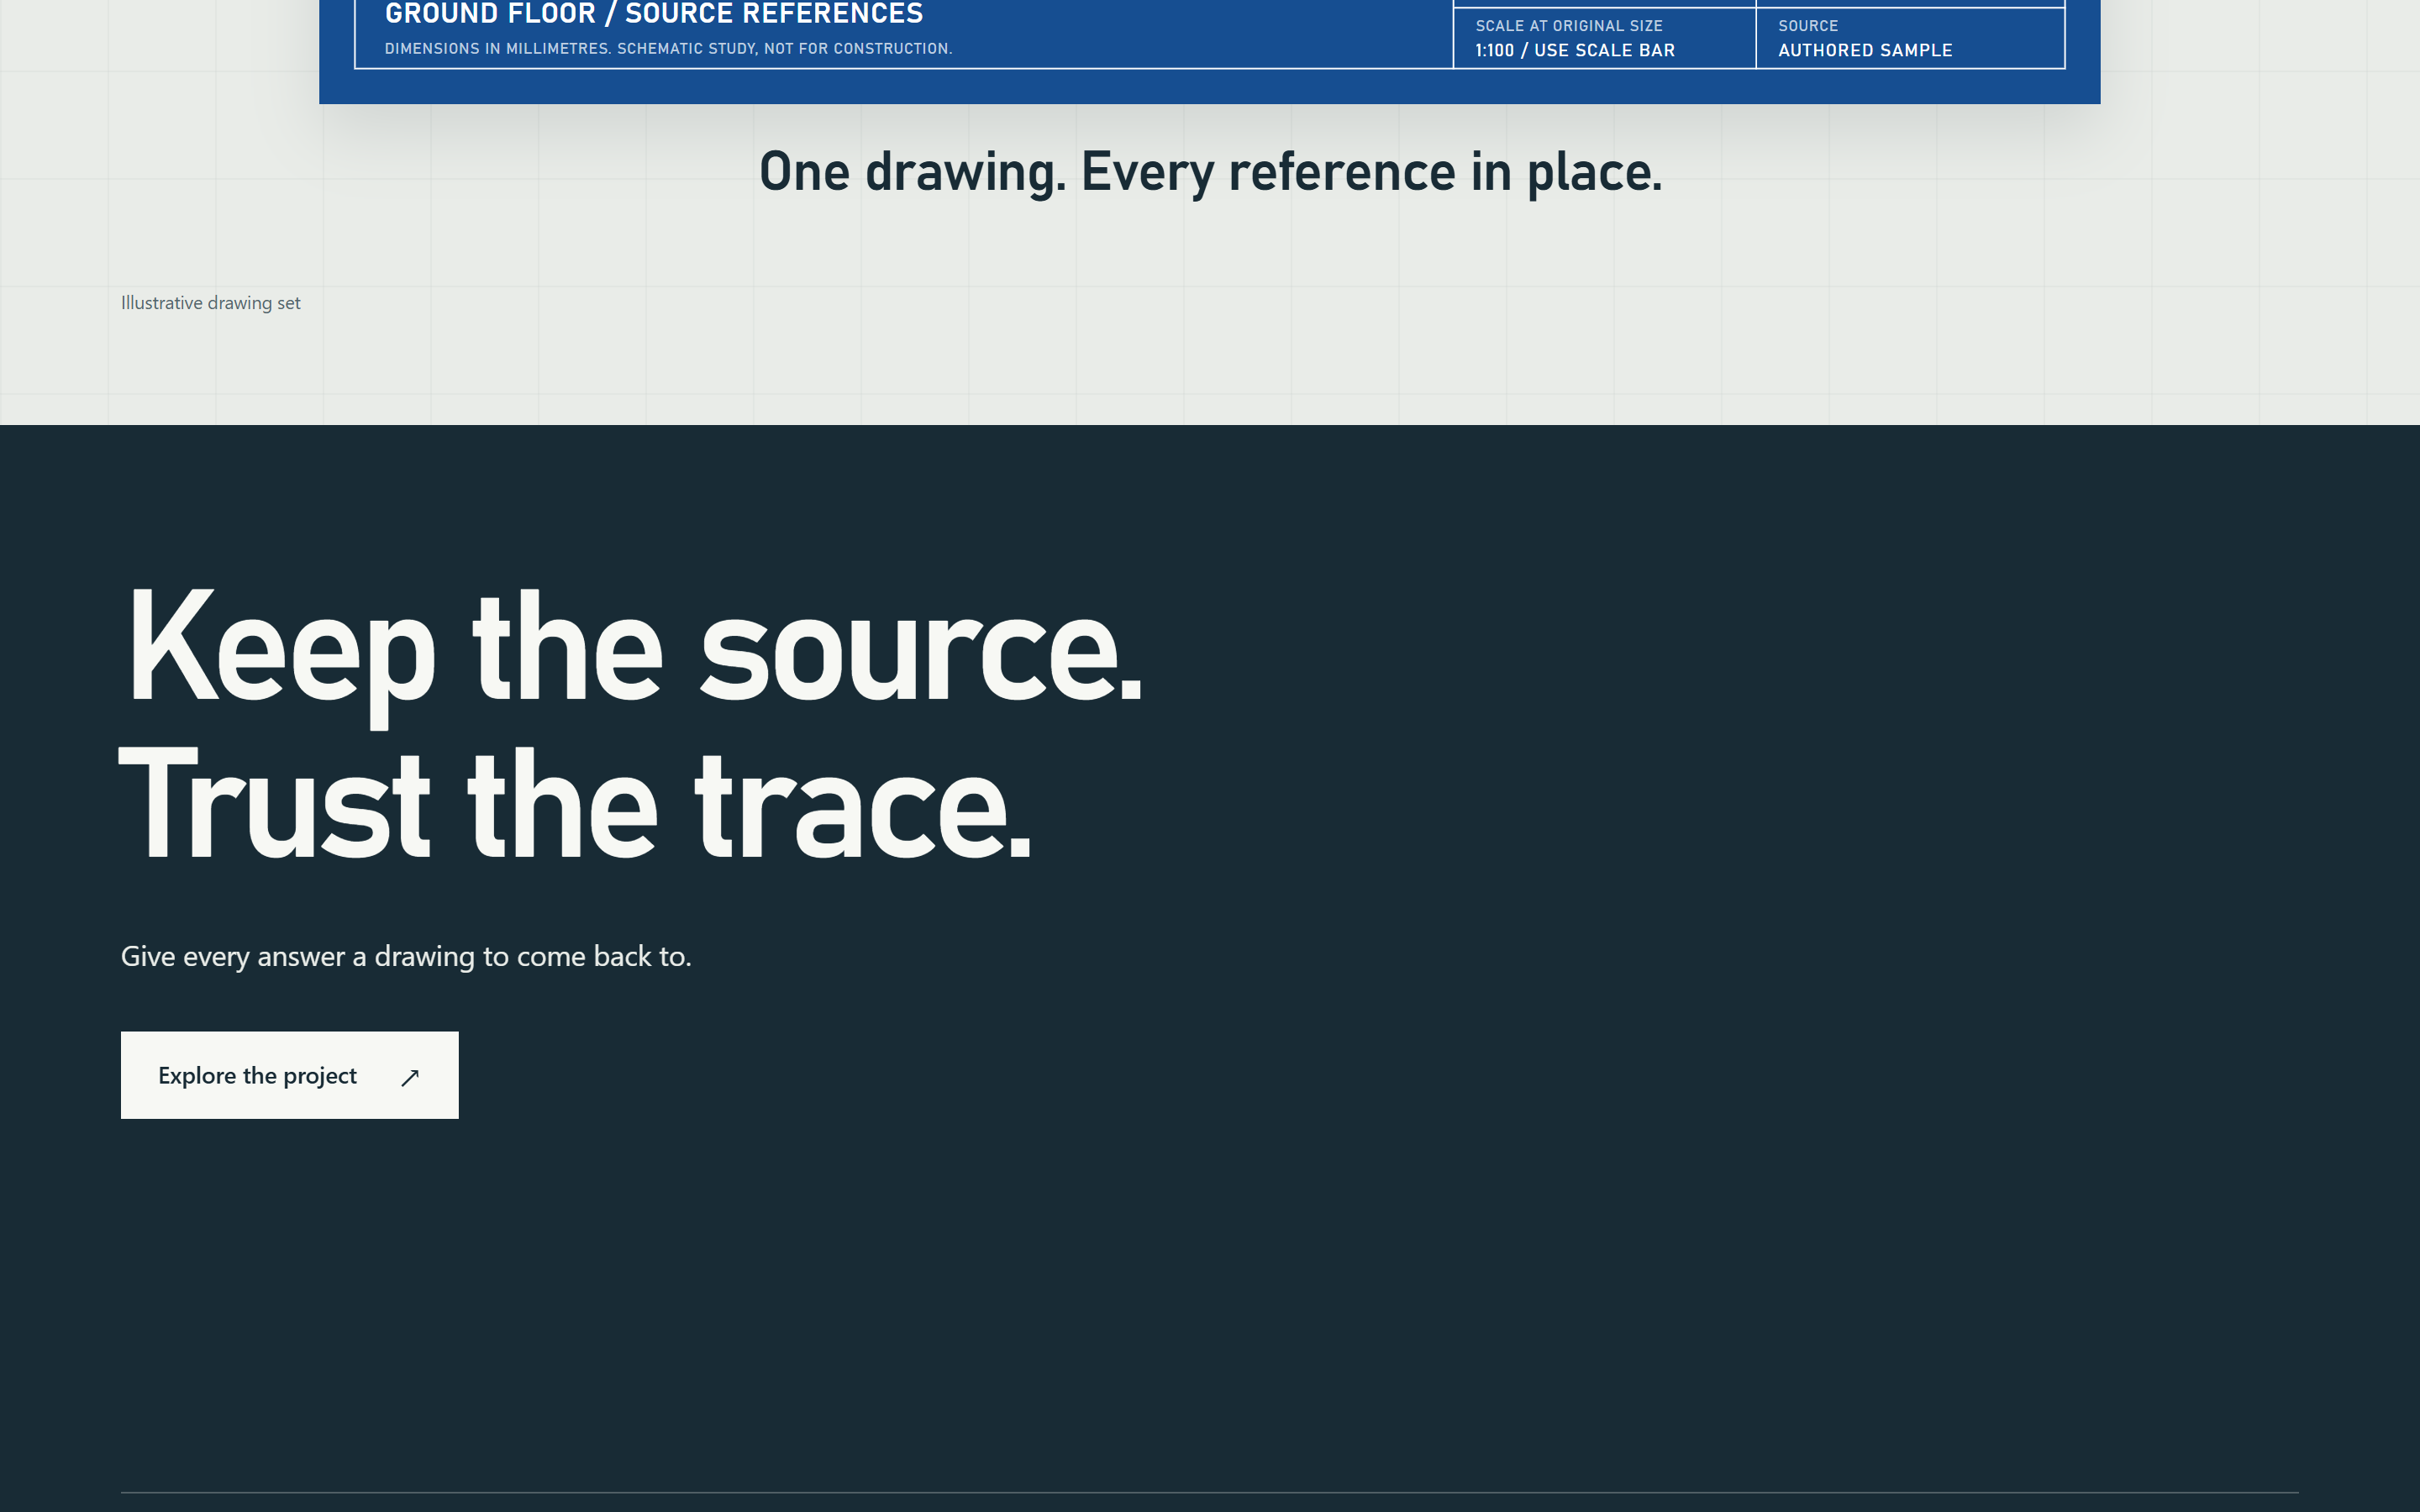 GROUND FLOOR / SOURCE REFERENCES
DIMENSIONS IN MILLIMETRES. SCHEMATIC STUDY, NOT FOR CONSTRUCTION.
SCALE AT ORIGINAL SIZE
1:100 / USE SCALE BAR
SOURCE
AUTHORED SAMPLE
One drawing. Every reference in place.
Illustrative drawing set
Keep the source.
Trust the trace.
Give every answer a drawing to come back to.
Explore the project ↗